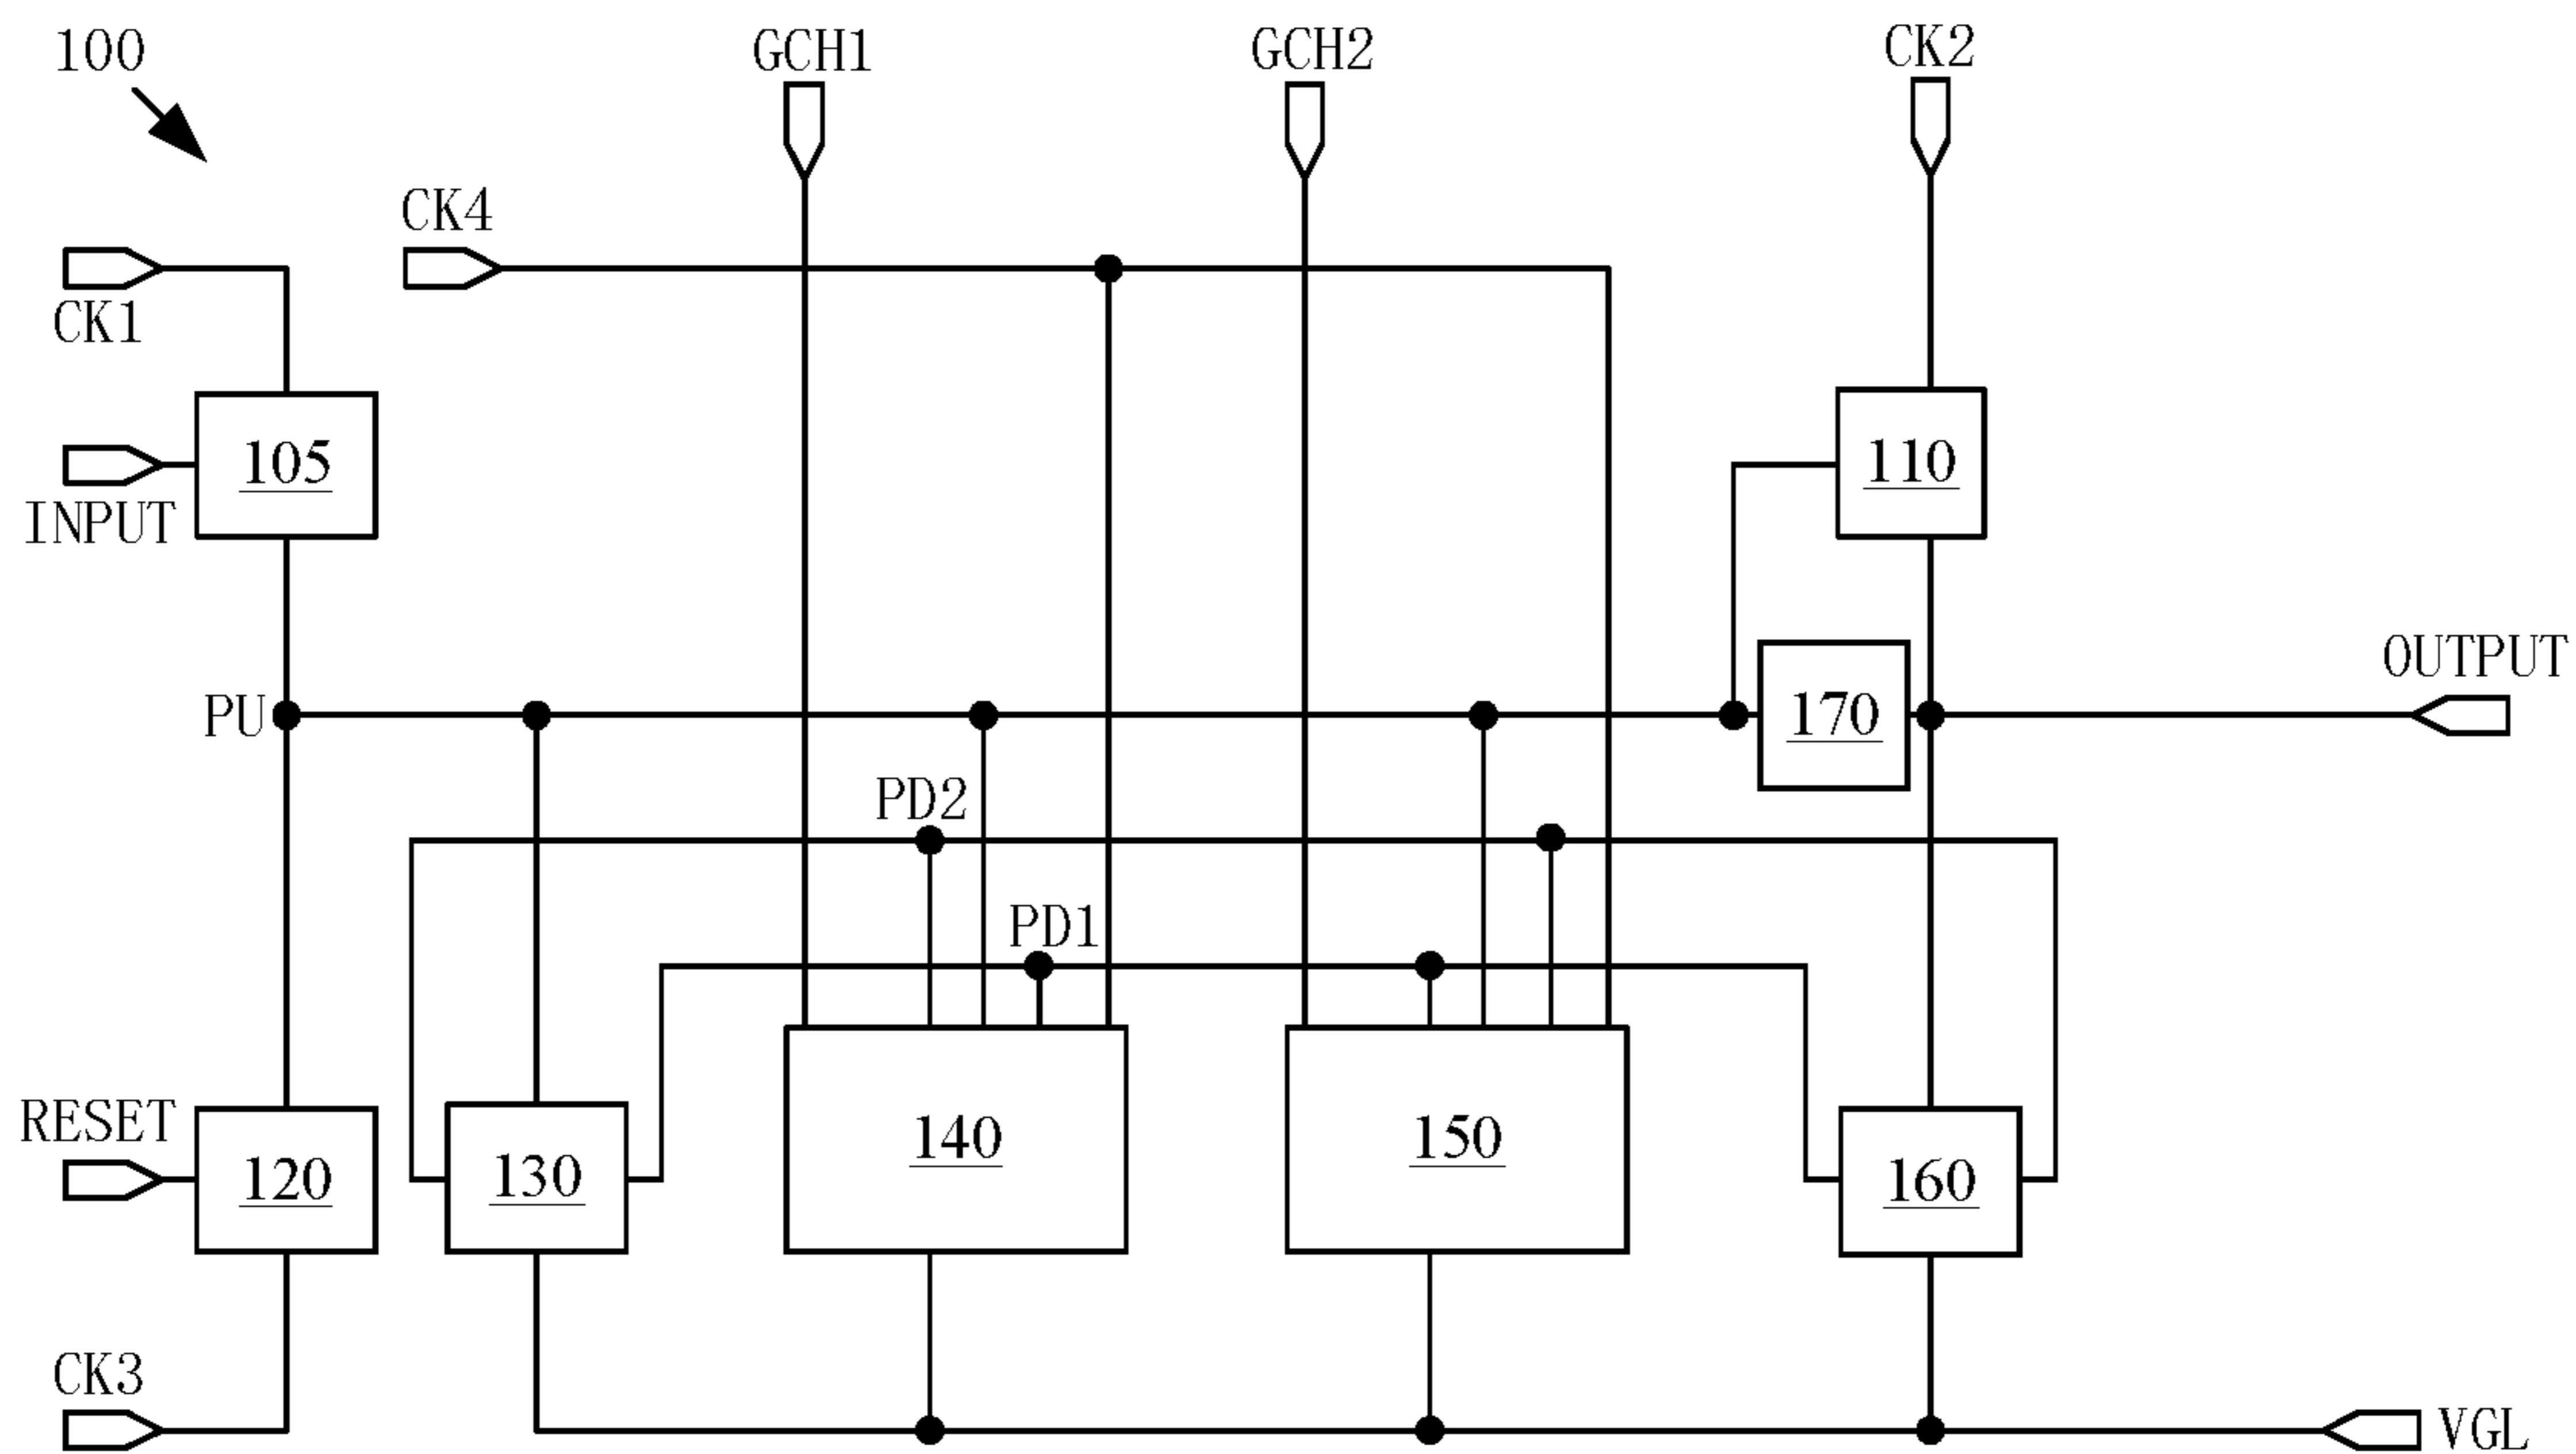 100
GCH1
GCH2
CK2
CK4
CK1
105
110
INPUT
OUTPUT
PU
170
PD2
PD1
RESET
120
130
140
150
160
CK3
VGL